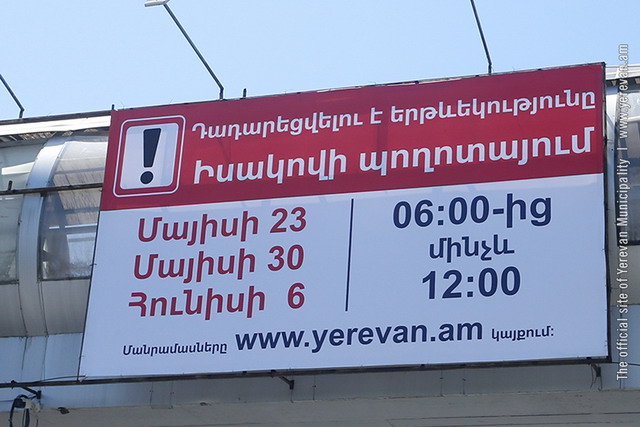 ! Դադարեցվելու է երթևեկությունը
Իսակովի պողոտայում
Մայիսի 23
Մայիսի 30
Հունիսի 6
06:00-ից
մինչև
12:00
Մանրամասները www.yerevan.am կայքում:
The official site of Yerevan Municipality | www.yerevan.am